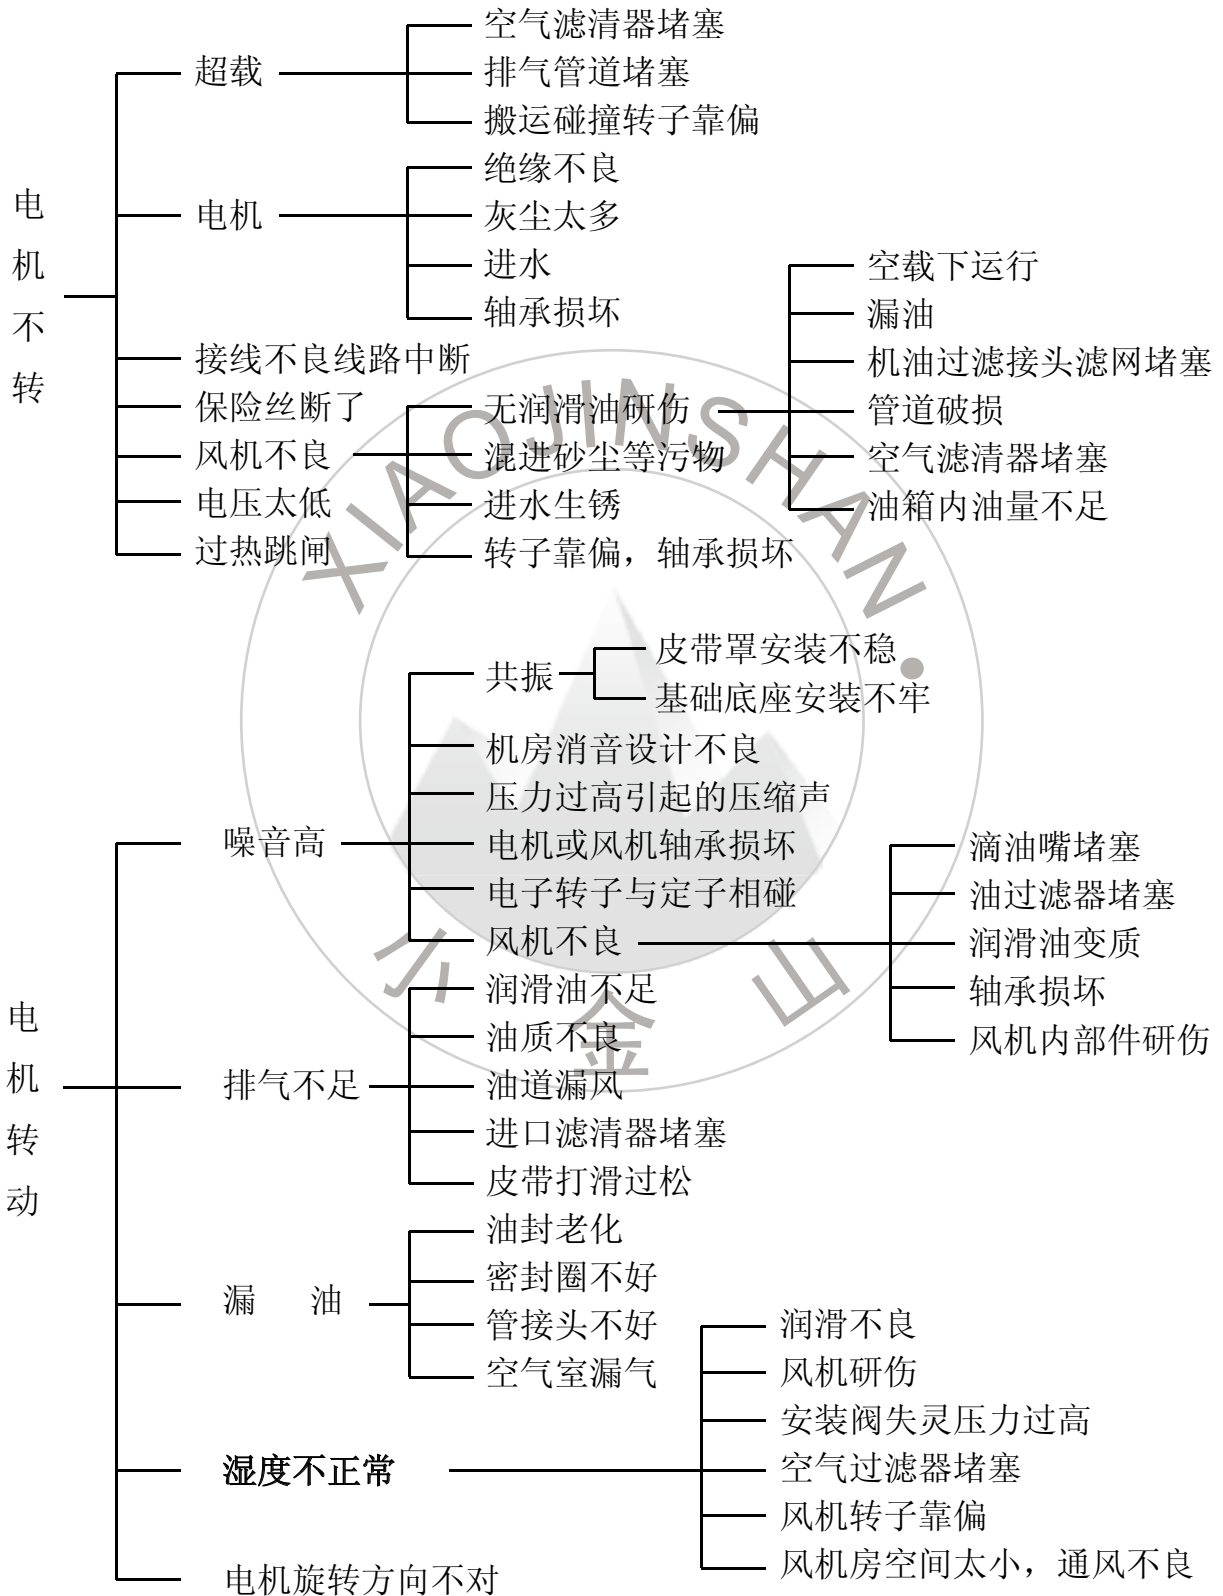 电机不转
超载
空气滤清器堵塞
排气管道堵塞
搬运碰撞转子靠偏
电机
绝缘不良
灰尘太多
进水
轴承损坏
接线不良线路中断
保险丝断了
风机不良
无润滑油研伤
空载下运行
漏油
机油过滤接头滤网堵塞
管道破损
空气滤清器堵塞
油箱内油量不足
混进砂尘等污物
进水生锈
转子靠偏，轴承损坏
电压太低
过热跳闸
电机转动
噪音高
共振
皮带罩安装不稳
基础底座安装不牢
机房消音设计不良
压力过高引起的压缩声
电机或风机轴承损坏
电子转子与定子相碰
风机不良
滴油嘴堵塞
油过滤器堵塞
润滑油变质
轴承损坏
风机内部件研伤
排气不足
润滑油不足
油质不良
油道漏风
进口滤清器堵塞
皮带打滑过松
漏 油
油封老化
密封圈不好
管接头不好
空气室漏气
湿度不正常
润滑不良
风机研伤
安装阀失灵压力过高
空气过滤器堵塞
风机转子靠偏
风机房空间太小，通风不良
电机旋转方向不对
XIAOJINSHAN
小金山